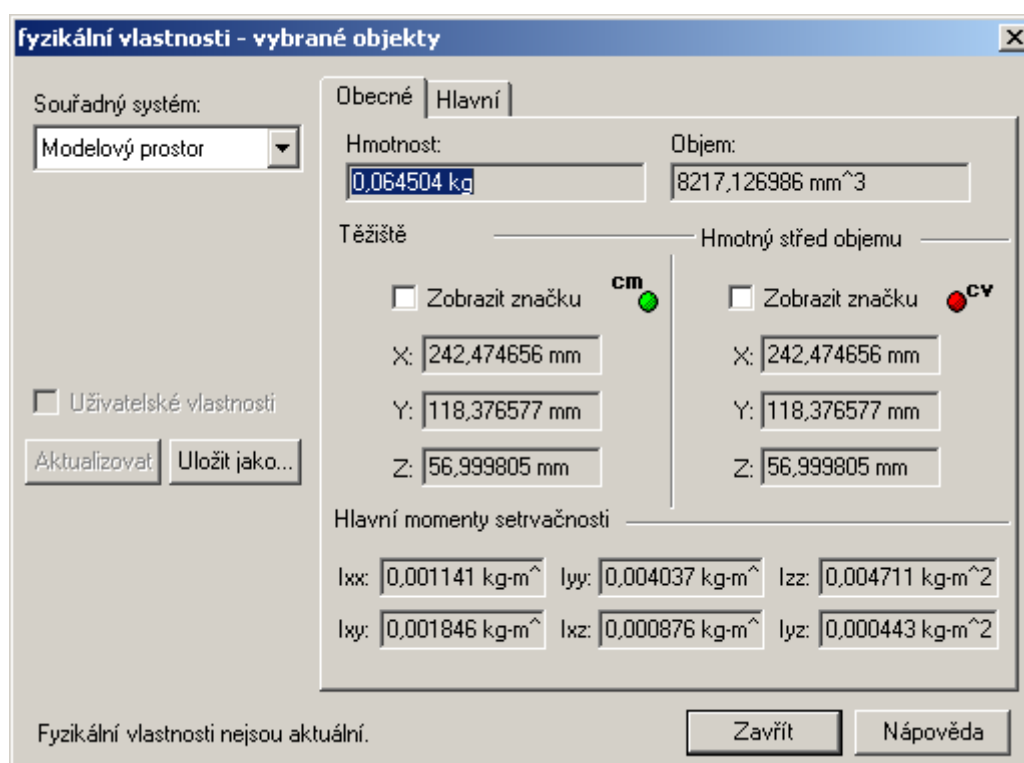 fyzikální vlastnosti - vybrané objekty
Souřadný systém:
Modelový prostor
Uživatelské vlastnosti
Aktualizovat Uložit jako...
Obecné Hlavní
Hmotnost: Objem:
0,064504 kg 8217,126986 mm^3
Těžiště Hmotný střed objemu
Zobrazit značku cm Zobrazit značku cv
X: 242,474656 mm X: 242,474656 mm
Y: 118,376577 mm Y: 118,376577 mm
Z: 56,999805 mm Z: 56,999805 mm
Hlavní momenty setrvačnosti
Ixx: 0,001141 kg-m^ Iyy: 0,004037 kg-m^ Izz: 0,004711 kg-m^2
Ixy: 0,001846 kg-m^ Ixz: 0,000876 kg-m^ Iyz: 0,000443 kg-m^2
Fyzikální vlastnosti nejsou aktuální. Zavřít Nápověda